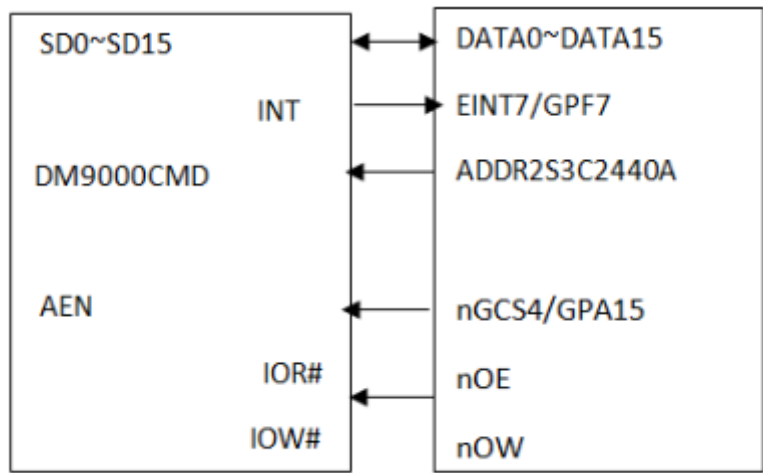 SD0~SD15 DATA0~DATA15
INT EINT7/GPF7
DM9000CMD ADDR2S3C2440A
AEN nGCS4/GPA15
IOR# nOE
IOW# nOW